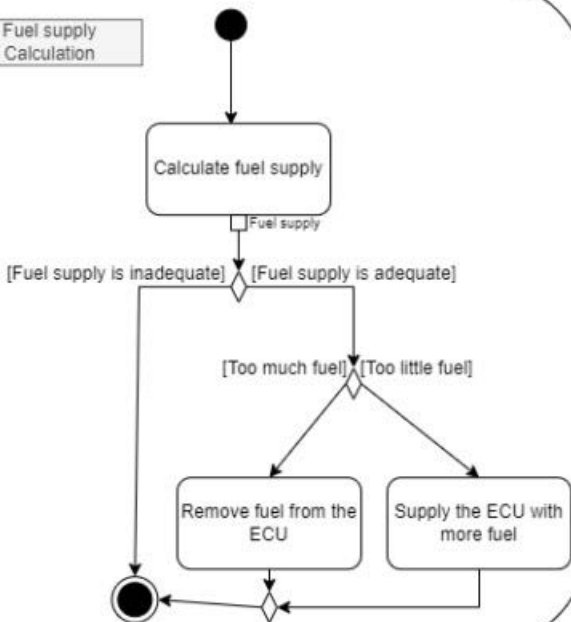 Fuel supply
Calculation
Calculate fuel supply
Fuel supply
[Fuel supply is inadequate]
[Fuel supply is adequate]
[Too much fuel]
[Too little fuel]
Remove fuel from the
ECU
Supply the ECU with
more fuel